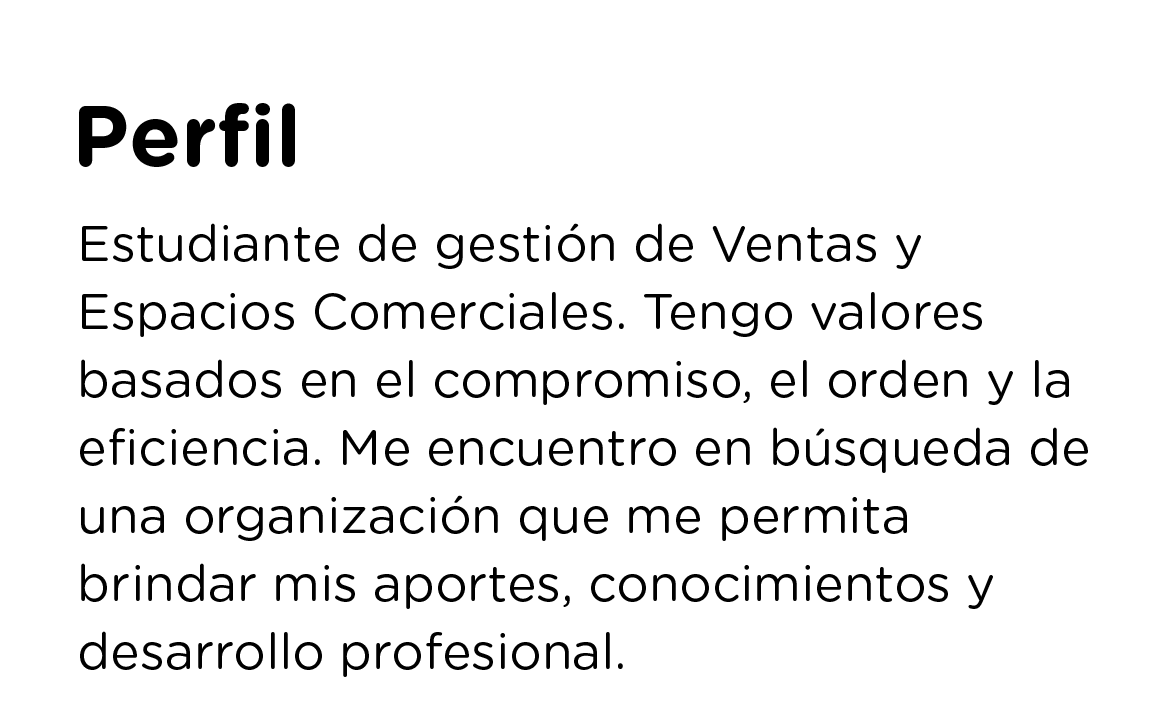 Perfil
Estudiante de gestión de Ventas y
Espacios Comerciales. Tengo valores
basados en el compromiso, el orden y la
eficiencia. Me encuentro en búsqueda de
una organización que me permita
brindar mis aportes, conocimientos y
desarrollo profesional.